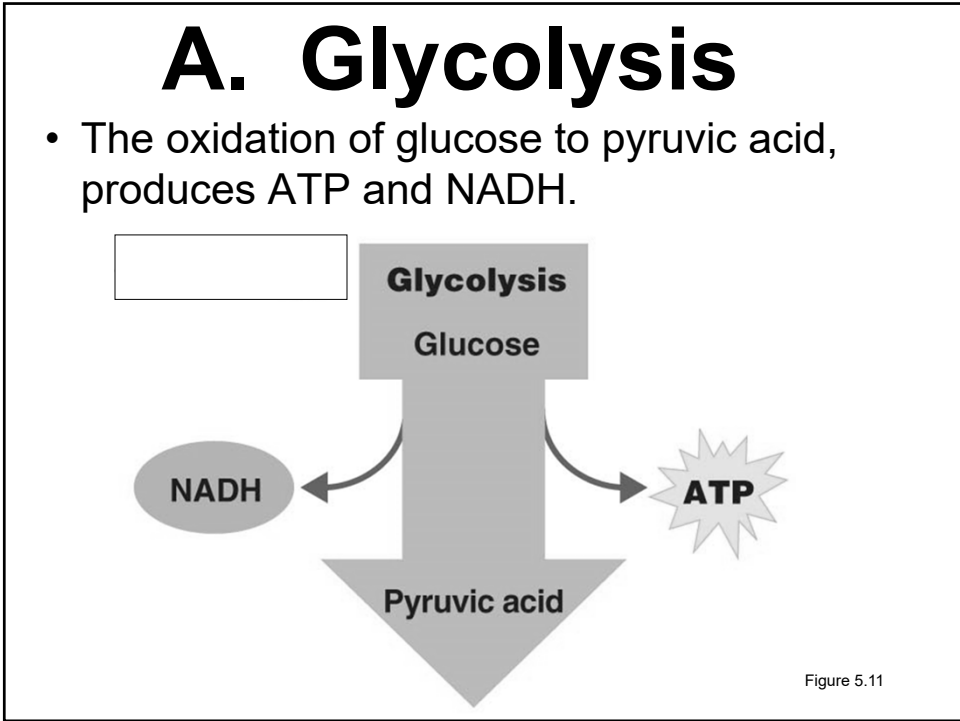 A. Glycolysis
• The oxidation of glucose to pyruvic acid,
produces ATP and NADH.
Glycolysis
Glucose
NADH
ATP
Pyruvic acid
Figure 5.11